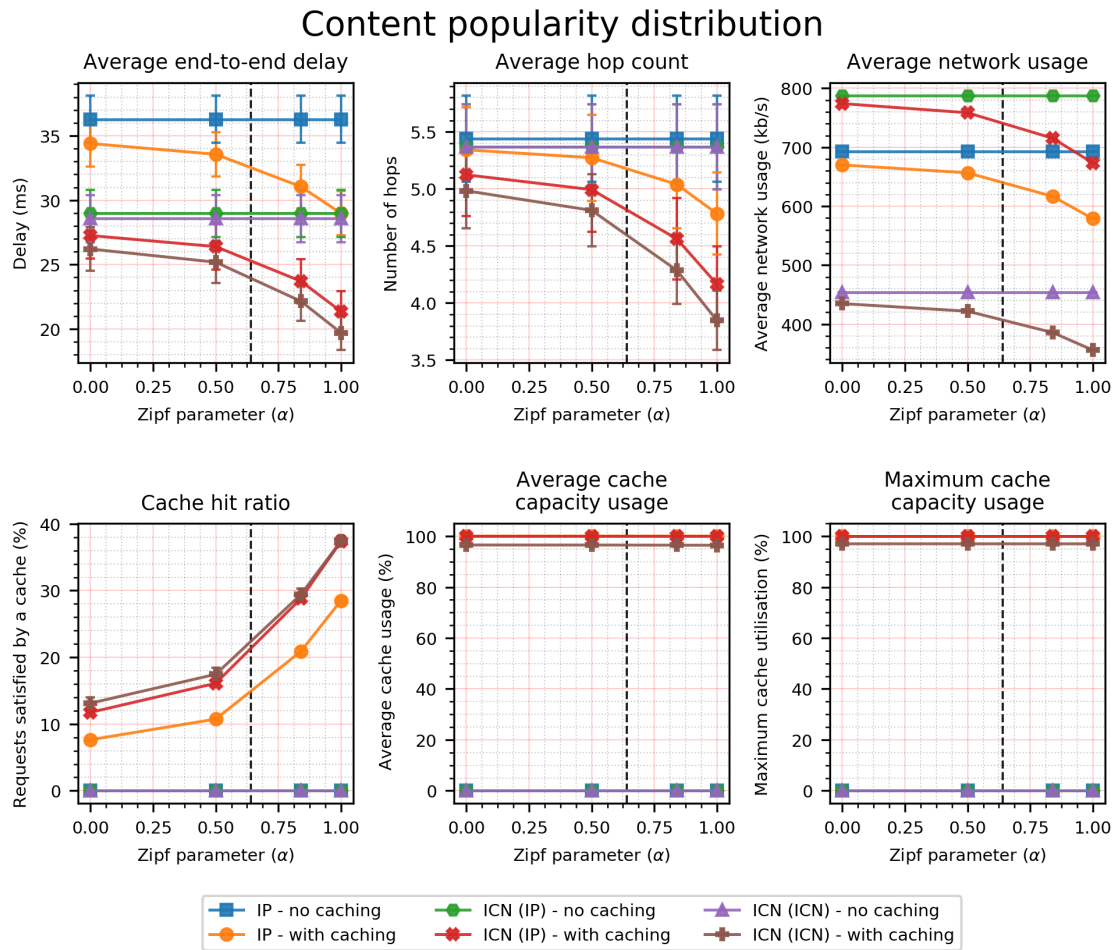 Content popularity distribution
Average end-to-end delay
Delay (ms)
35
30
25
20
0.00 0.25 0.50 0.75 1.00
Zipf parameter (α)
Average hop count
Number of hops
5.5
5.0
4.5
4.0
3.5
0.00 0.25 0.50 0.75 1.00
Zipf parameter (α)
Average network usage
Average network usage (kb/s)
800
700
600
500
400
0.00 0.25 0.50 0.75 1.00
Zipf parameter (α)
Cache hit ratio
Requests satisfied by a cache (%)
40
30
20
10
0
0.00 0.25 0.50 0.75 1.00
Zipf parameter (α)
Average cache
capacity usage
Average cache usage (%)
100
80
60
40
20
0
0.00 0.25 0.50 0.75 1.00
Zipf parameter (α)
Maximum cache
capacity usage
Maximum cache utilisation (%)
100
80
60
40
20
0
0.00 0.25 0.50 0.75 1.00
Zipf parameter (α)
IP - no caching
IP - with caching
ICN (IP) - no caching
ICN (IP) - with caching
ICN (ICN) - no caching
ICN (ICN) - with caching